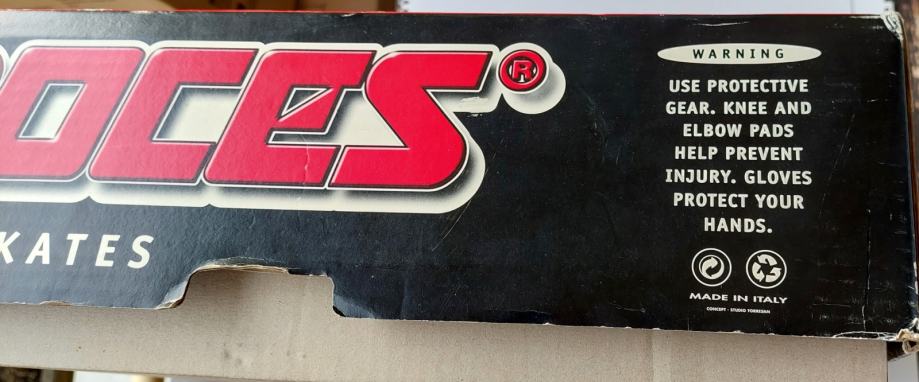 OCES®
KATES
WARNING
USE PROTECTIVE
GEAR. KNEE AND
ELBOW PADS
HELP PREVENT
INJURY. GLOVES
PROTECT YOUR
HANDS.
MADE IN ITALY
CONCEPT - STUDIO TORRESAN